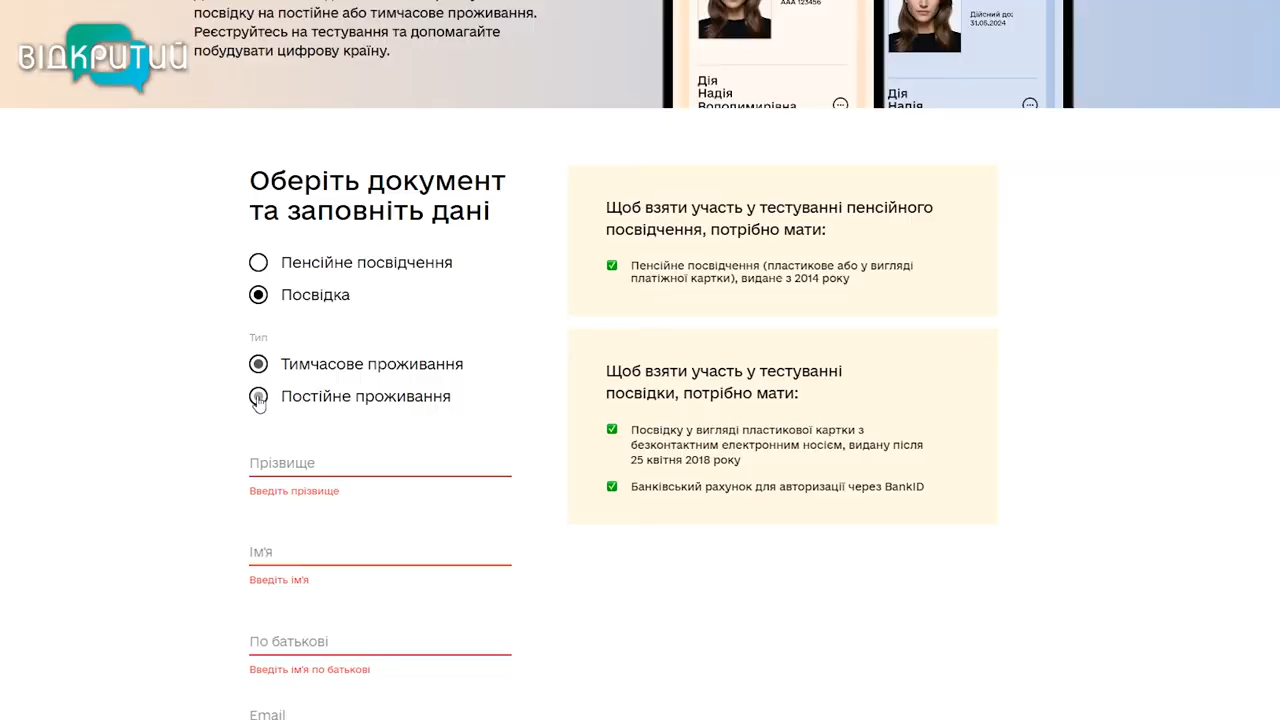 посвідку на постійне або тимчасове проживання.
Реєструйтесь на тестування та допомагайте
побудувати цифрову країну.
ВІДКРИТИЙ
ААА 123456
Дійсний до:
31.05.2024
Дія
Надія
Володимирівна
Дія
Надія
Оберіть документ
та заповніть дані
Пенсійне посвідчення
Посвідка
Тип
Тимчасове проживання
Постійне проживання
Прізвище
Введіть прізвище
Ім'я
Введіть ім'я
По батькові
Введіть ім'я по батькові
Email
Щоб взяти участь у тестуванні пенсійного
посвідчення, потрібно мати:
Пенсійне посвідчення (пластикове або у вигляді
платіжної картки), видане з 2014 року
Щоб взяти участь у тестуванні
посвідки, потрібно мати:
Посвідку у вигляді пластикової картки з
безконтактним електронним носієм, видану після
25 квітня 2018 року
Банківський рахунок для авторизації через BankID